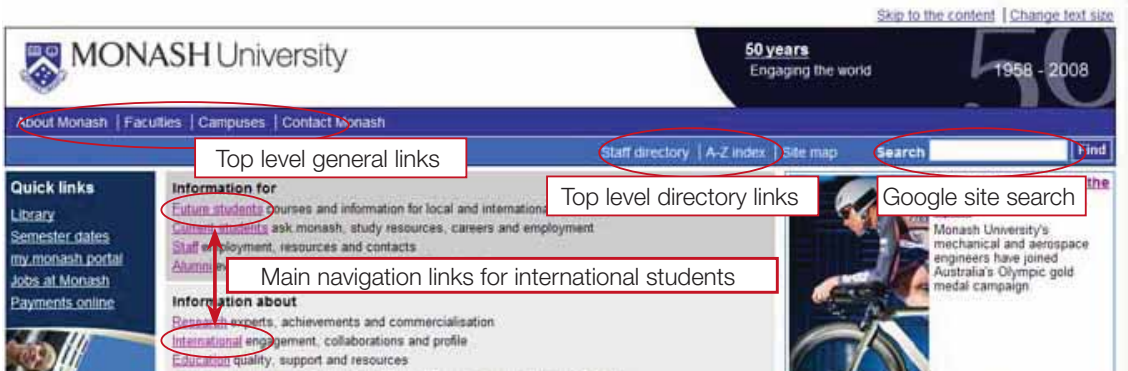 Skip to the content | Change text size
MONASH University
50 years
Engaging the world
50
1958 - 2008
About Monash | Faculties | Campuses | Contact Monash
Top level general links
Staff directory | A-Z index | Site map
Search
Find
Top level directory links
Google site search
Quick links
Library
Semester dates
my.monash portal
Jobs at Monash
Payments online
Information for
Future students courses and information for local and international
Current students ask.monash, study resources, careers and employment
Staff employment, resources and contacts
Alumni
Main navigation links for international students
Information about
Research experts, achievements and commercialisation
International engagement, collaborations and profile
Education quality, support and resources
the
Monash University's
mechanical and aerospace
engineers have joined
Australia's Olympic gold
medal campaign